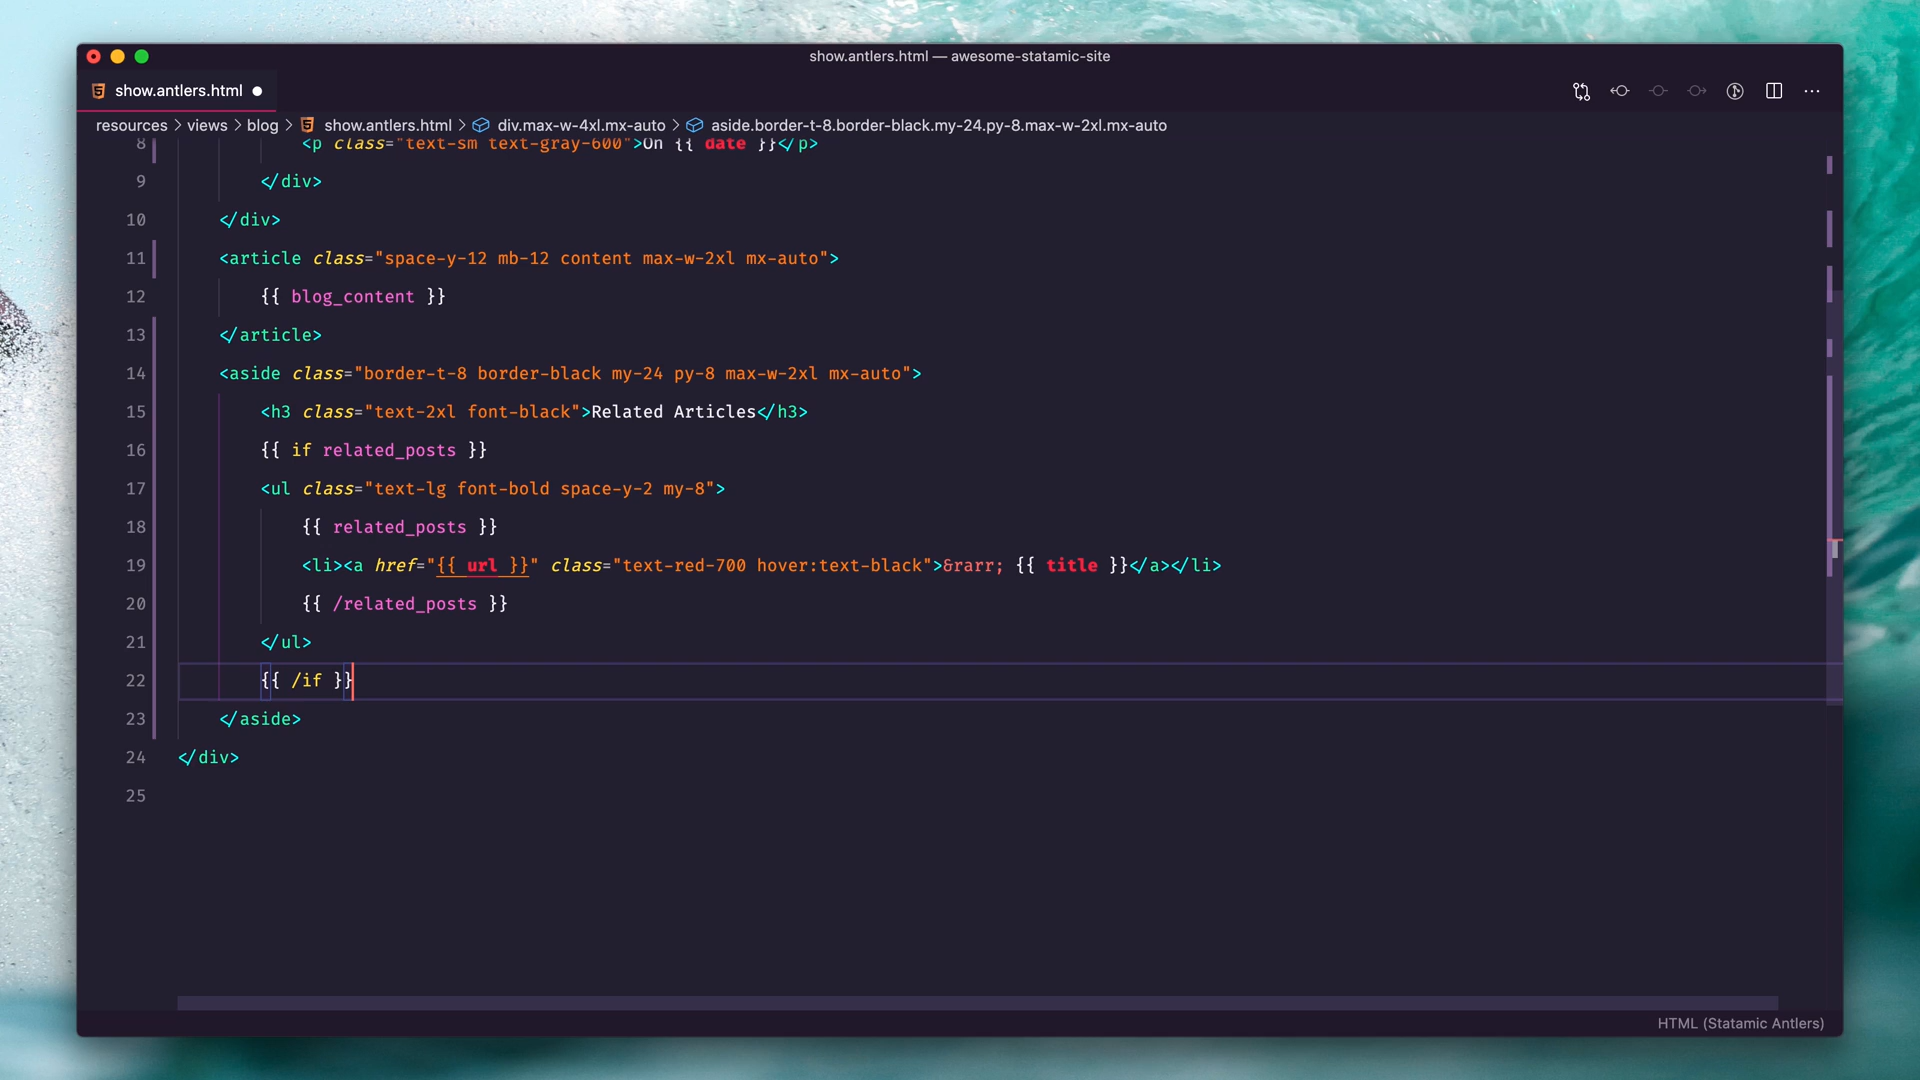 show.antlers.html — awesome-statamic-site
show.antlers.html
resources > views > blog > show.antlers.html > div.max-w-4xl.mx-auto > aside.border-t-8.border-black.my-24.py-8.max-w-2xl.mx-auto
8 <p class="text-sm text-gray-600">On {{ date }}</p>
9 </div>
10 </div>
11 <article class="space-y-12 mb-12 content max-w-2xl mx-auto">
12 {{ blog_content }}
13 </article>
14 <aside class="border-t-8 border-black my-24 py-8 max-w-2xl mx-auto">
15 <h3 class="text-2xl font-black">Related Articles</h3>
16 {{ if related_posts }}
17 <ul class="text-lg font-bold space-y-2 my-8">
18 {{ related_posts }}
19 <li><a href="{{ url }}" class="text-red-700 hover:text-black">&rarr; {{ title }}</a></li>
20 {{ /related_posts }}
21 </ul>
22 {{ /if }}
23 </aside>
24 </div>
25
HTML (Statamic Antlers)